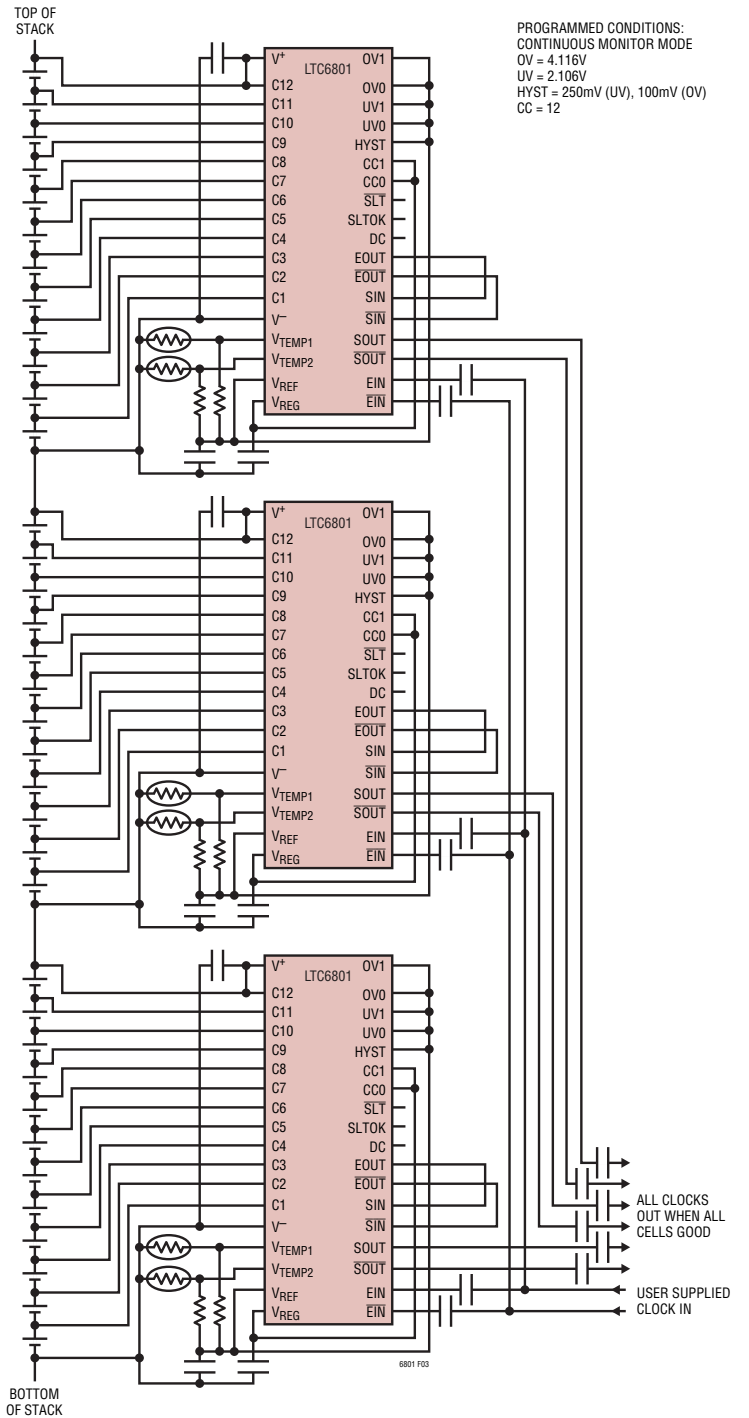 TOP OF
STACK
PROGRAMMED CONDITIONS:
CONTINUOUS MONITOR MODE
OV = 4.116V
UV = 2.106V
HYST = 250mV (UV), 100mV (OV)
CC = 12
LTC6801
V+
C12
C11
C10
C9
C8
C7
C6
C5
C4
C3
C2
C1
V–
VTEMP1
VTEMP2
VREF
VREG
OV1
OV0
UV1
UV0
HYST
CC1
CC0
SLT
SLTOK
DC
EOUT
EOUT
SIN
SIN
SOUT
SOUT
EIN
EIN
LTC6801
V+
C12
C11
C10
C9
C8
C7
C6
C5
C4
C3
C2
C1
V–
VTEMP1
VTEMP2
VREF
VREG
OV1
OV0
UV1
UV0
HYST
CC1
CC0
SLT
SLTOK
DC
EOUT
EOUT
SIN
SIN
SOUT
SOUT
EIN
EIN
LTC6801
V+
C12
C11
C10
C9
C8
C7
C6
C5
C4
C3
C2
C1
V–
VTEMP1
VTEMP2
VREF
VREG
OV1
OV0
UV1
UV0
HYST
CC1
CC0
SLT
SLTOK
DC
EOUT
EOUT
SIN
SIN
SOUT
SOUT
EIN
EIN
ALL CLOCKS
OUT WHEN ALL
CELLS GOOD
USER SUPPLIED
CLOCK IN
6801 F03
BOTTOM
OF STACK